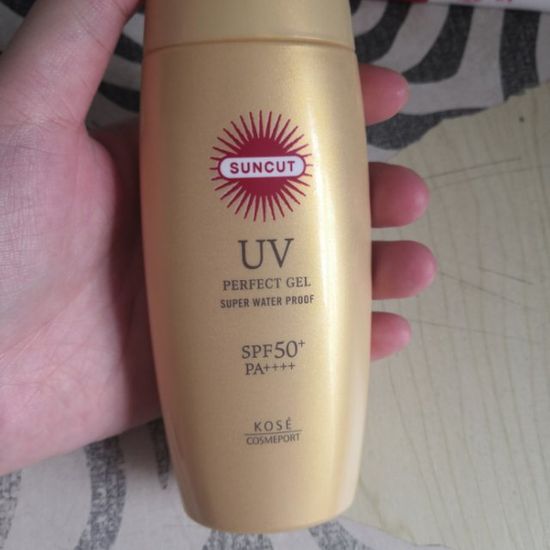 SUNCUT
UV
PERFECT GEL
SUPER WATER PROOF
SPF50+
PA++++
KOSÉ
COSMEPORT